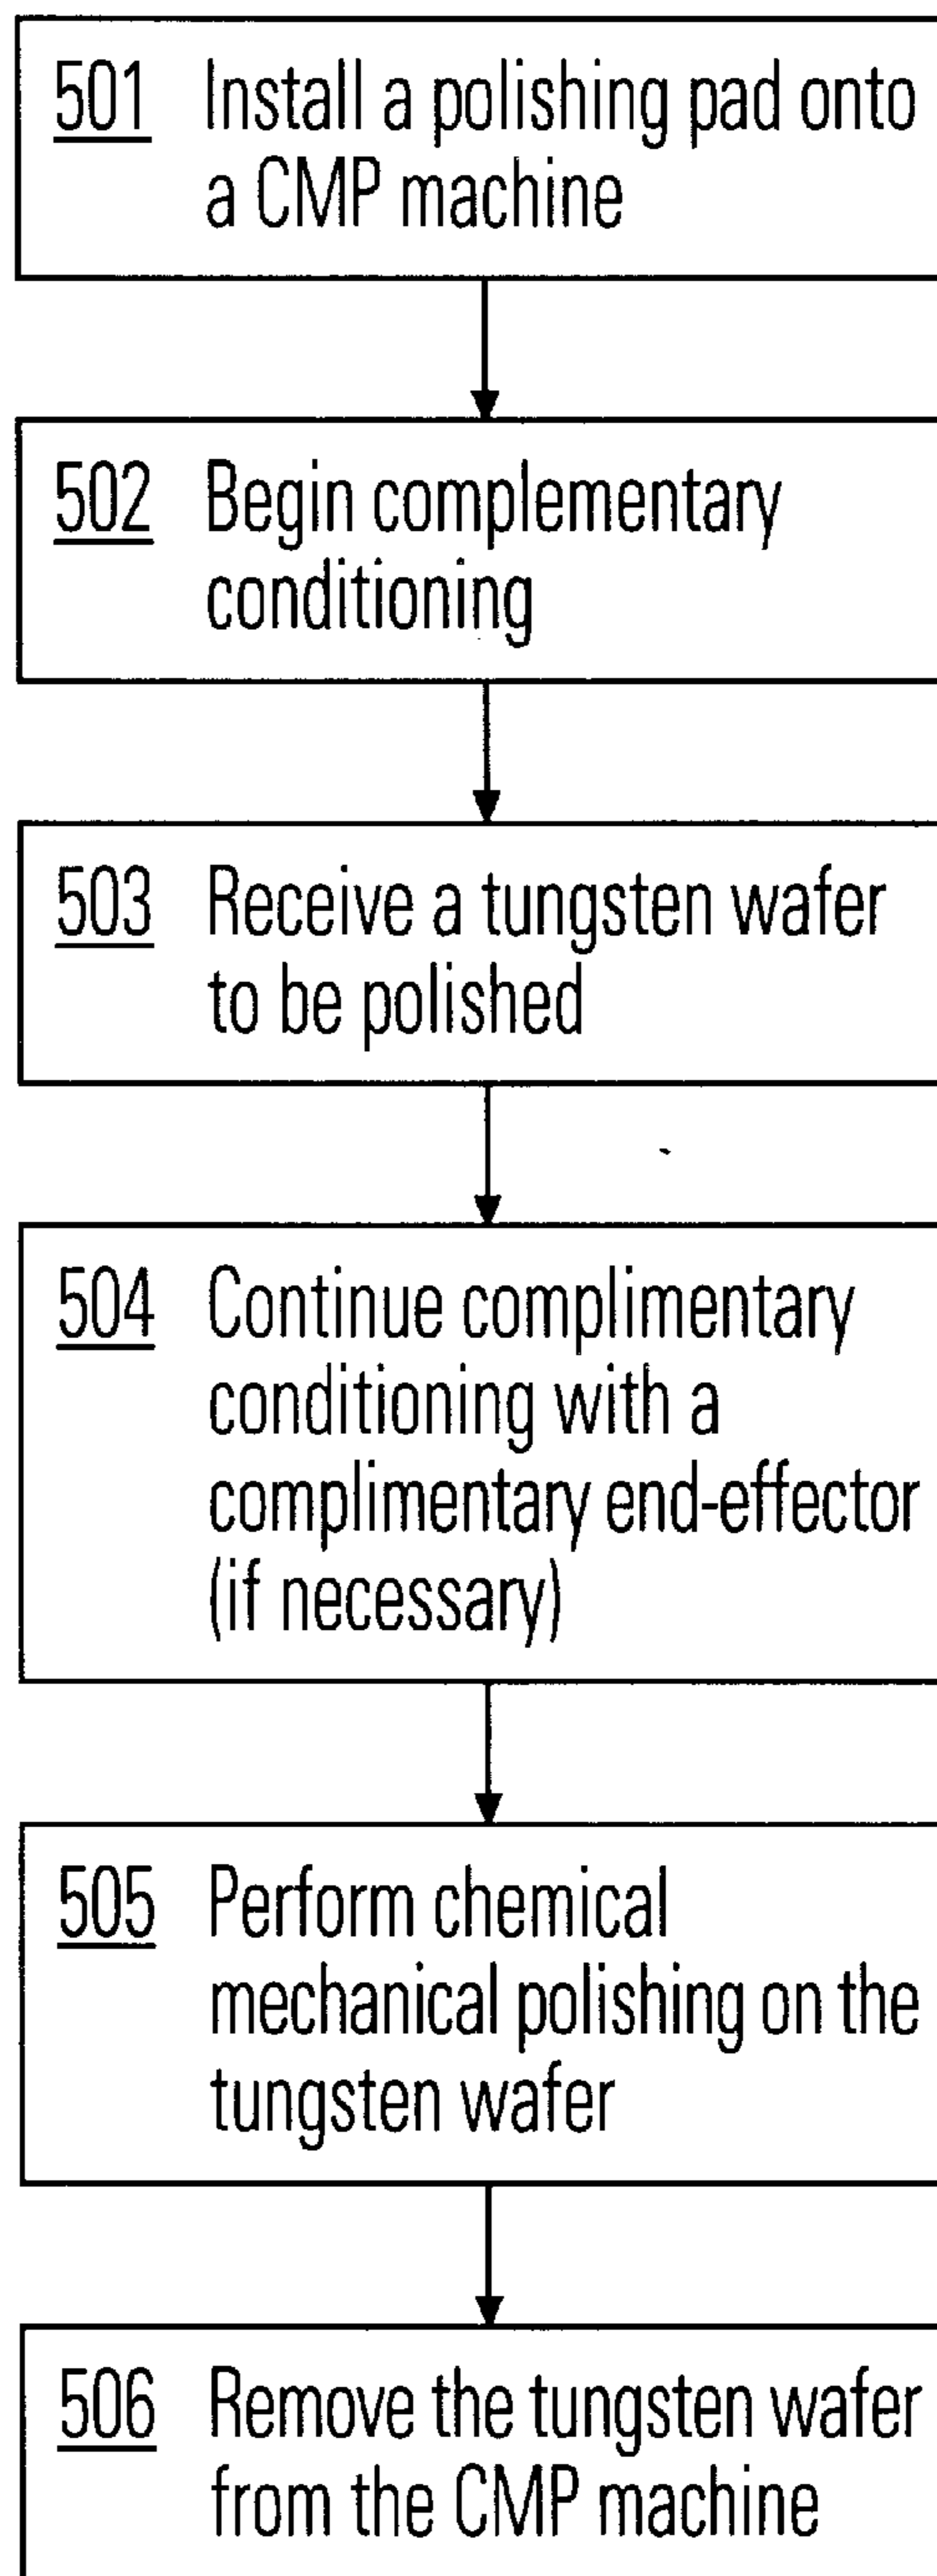 501 Install a polishing pad onto
a CMP machine
502 Begin complementary
conditioning
503 Receive a tungsten wafer
to be polished
504 Continue complimentary
conditioning with a
complimentary end-effector
(if necessary)
505 Perform chemical
mechanical polishing on the
tungsten wafer
506 Remove the tungsten wafer
from the CMP machine